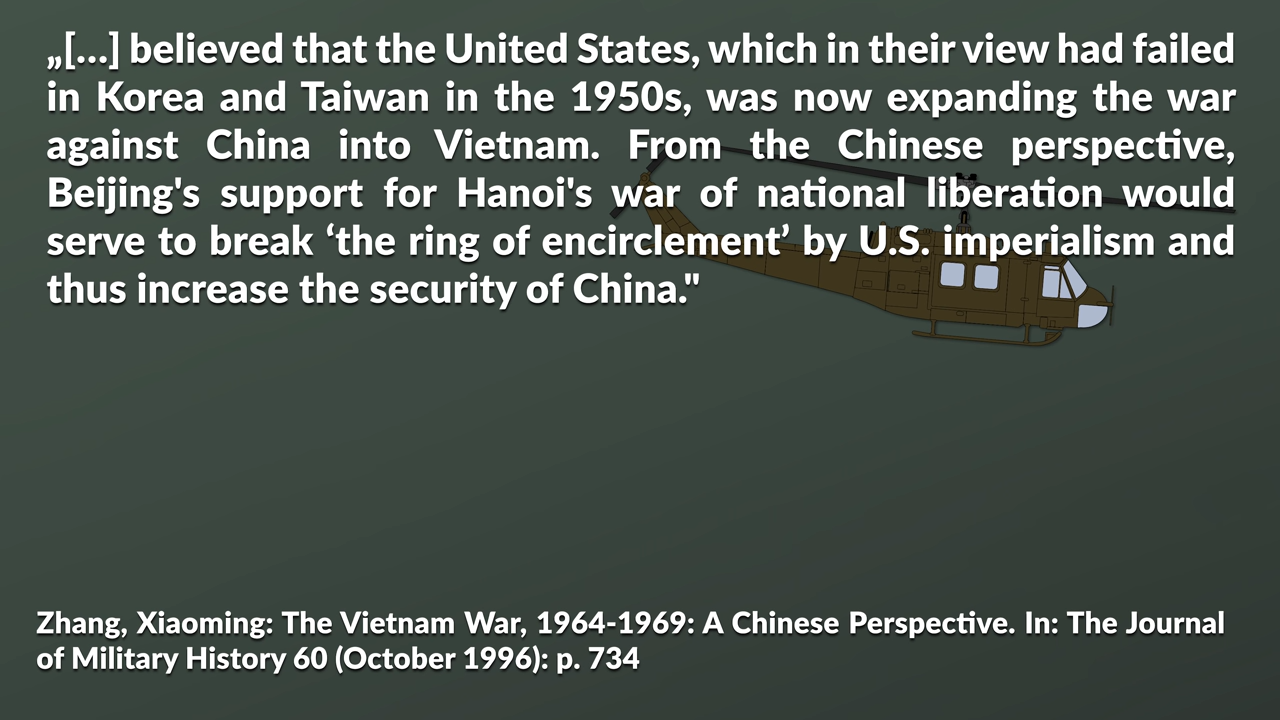 „[...] believed that the United States, which in their view had failed
in Korea and Taiwan in the 1950s, was now expanding the war
against China into Vietnam. From the Chinese perspective,
Beijing's support for Hanoi's war of national liberation would
serve to break ‘the ring of encirclement’ by U.S. imperialism and
thus increase the security of China."
Zhang, Xiaoming: The Vietnam War, 1964-1969: A Chinese Perspective. In: The Journal
of Military History 60 (October 1996): p. 734